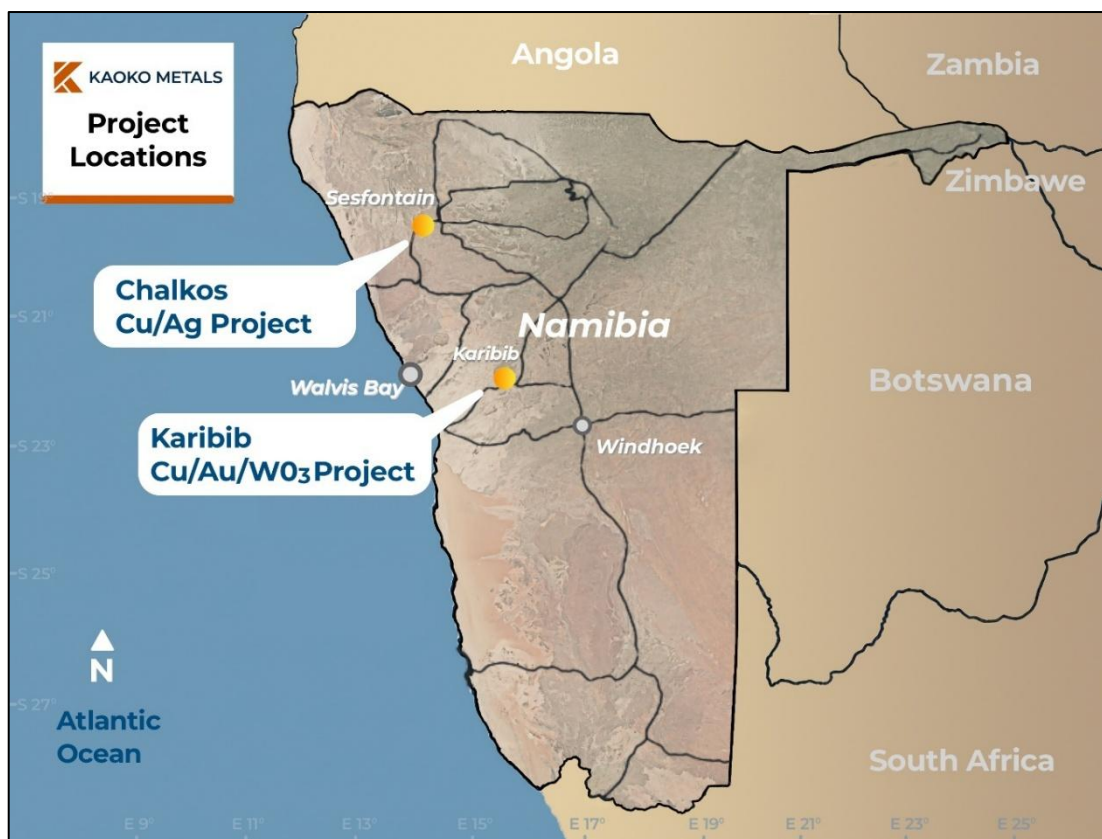 KAOKO METALS
Project
Locations
Angola
Zambia
Zimbawe
S 19°
Sesfontain
Chalkos
Cu/Ag Project
S 21°
Namibia
Karibib
Walvis Bay
Botswana
Karibib
Cu/Au/W0₃ Project
S 23°
Windhoek
S 25°
N
S 27°
Atlantic
Ocean
South Africa
E 9°
E 11°
E 13°
E 15°
E 17°
E 19°
E 21°
E 23°
E 25°